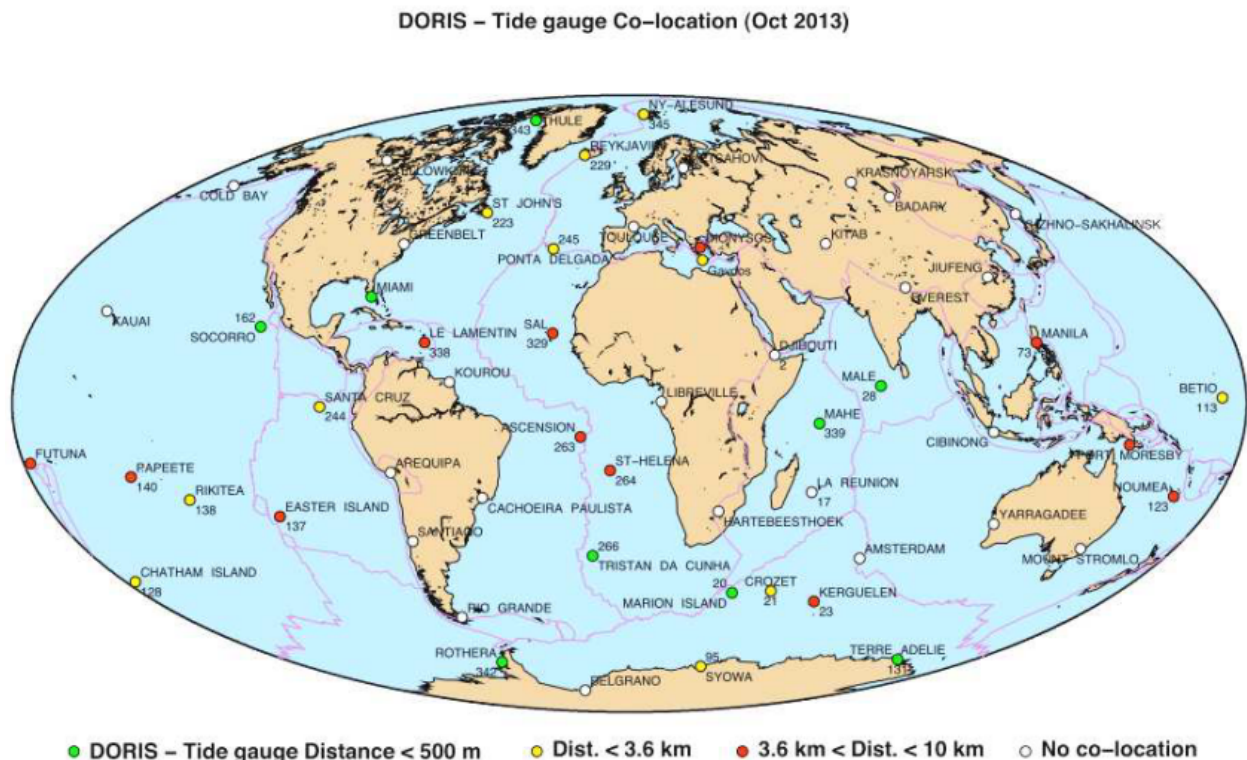 DORIS – Tide gauge Co–location (Oct 2013)
NY–ALESUND
345
THULE
343
REYKJAVIK
229
COLD BAY
KRASNOYARSK
BADARY
ST JOHN'S
223
GREENBELT
245
PONTA DELGADA
TOULOUSE
DIONYSOS
Gavdos
KITAB
JIUFENG
EVEREST
MIAMI
KAUAI
162
SOCORRO
LE LAMENTIN
338
SAL
329
DJIBOUTI
2
MANILA
73
KOUROU
MALE
28
BETIO
113
SANTA CRUZ
244
LIBREVILLE
MAHE
339
ASCENSION
263
CIBINONG
FUTUNA
PAPEETE
140
RIKITEA
138
AREQUIPA
ST–HELENA
264
LA REUNION
17
PORT MORESBY
NOUMEA
123
EASTER ISLAND
137
CACHOEIRA PAULISTA
HARTEBEESTHOEK
YARRAGADEE
SANTIAGO
266
TRISTAN DA CUNHA
AMSTERDAM
MOUNT STROMLO
CHATHAM ISLAND
128
20
MARION ISLAND
CROZET
21
KERGUELEN
23
RIO GRANDE
ROTHERA
342
95
SYOWA
TERRE ADELIE
131
BELGRANO
DORIS – Tide gauge Distance < 500 m
Dist. < 3.6 km
3.6 km < Dist. < 10 km
No co–location